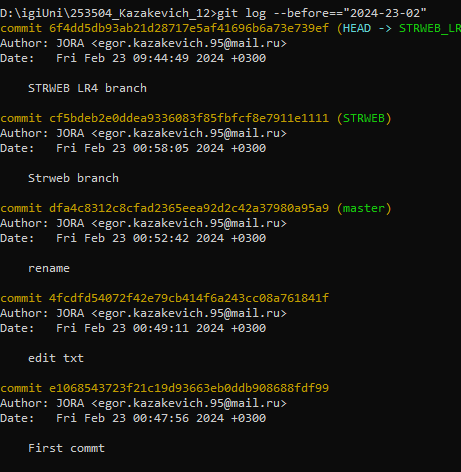 D:\igiUni\253504_Kazakevich_12>git log --before=="2024-23-02"
commit 6f4dd5db93ab21d28717e5af41696b6a73e739ef (HEAD -> STRWEB_LR
Author: JORA <egor.kazakevich.95@mail.ru>
Date:   Fri Feb 23 09:44:49 2024 +0300
STRWEB LR4 branch
commit cf5bdeb2e0ddea9336083f85fbfcf8e7911e1111 (STRWEB)
Author: JORA <egor.kazakevich.95@mail.ru>
Date:   Fri Feb 23 00:58:05 2024 +0300
Strweb branch
commit dfa4c8312c8cfad2365eea92d2c42a37980a95a9 (master)
Author: JORA <egor.kazakevich.95@mail.ru>
Date:   Fri Feb 23 00:52:42 2024 +0300
rename
commit 4fcdfd54072f42e79cb414f6a243cc08a761841f
Author: JORA <egor.kazakevich.95@mail.ru>
Date:   Fri Feb 23 00:49:11 2024 +0300
edit txt
commit e1068543723f21c19d93663eb0ddb908688fdf99
Author: JORA <egor.kazakevich.95@mail.ru>
Date:   Fri Feb 23 00:47:56 2024 +0300
First commt